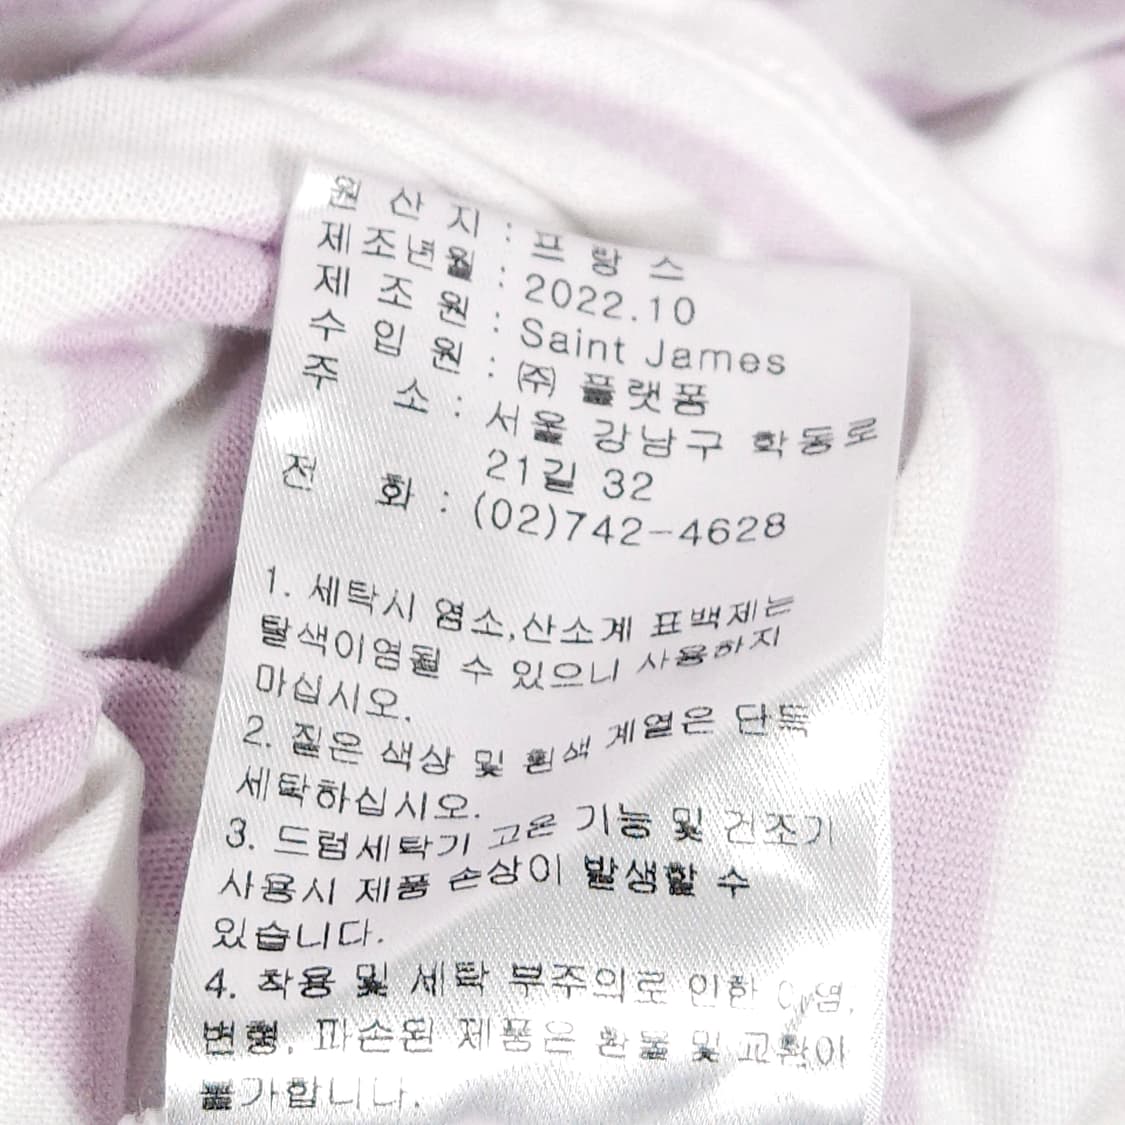 원 산 지 : 프 랑 스
제조년월 : 2022.10
제 조 원 : Saint James
수 입 원 : ㈜ 플랫폼
주 소 : 서울 강남구 학동로
21길 32
전 화 : (02)742-4628
1. 세탁시 염소,산소계 표백제는
탈색이염될 수 있으니 사용하지
마십시오.
2. 짙은 색상 및 흰색 계열은 단독
세탁하십시오.
3. 드럼세탁기 고온 기능 및 건조기
사용시 제품 손상이 발생할 수
있습니다.
4. 착용 및 세탁 부주의로 인한
변형, 파손된 제품은 환불 및 교환이
불가합니다.